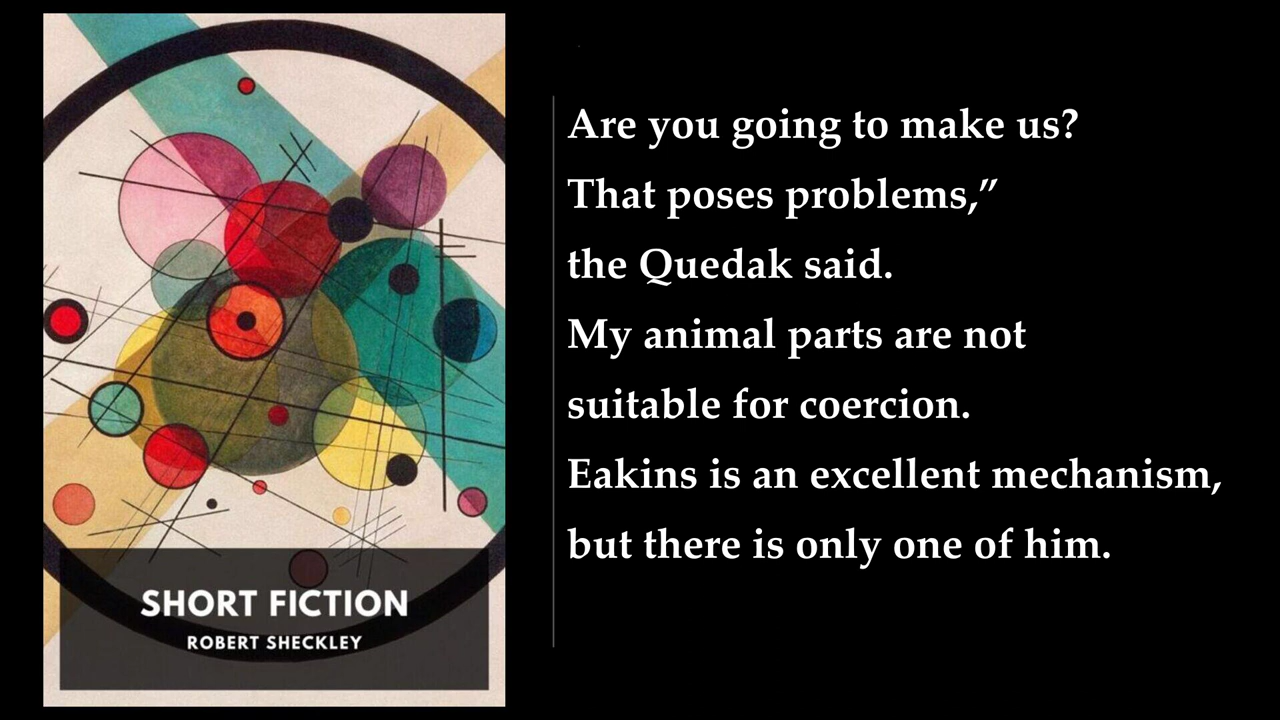 SHORT FICTION
ROBERT SHECKLEY
Are you going to make us?
That poses problems,”
the Quedak said.
My animal parts are not
suitable for coercion.
Eakins is an excellent mechanism,
but there is only one of him.